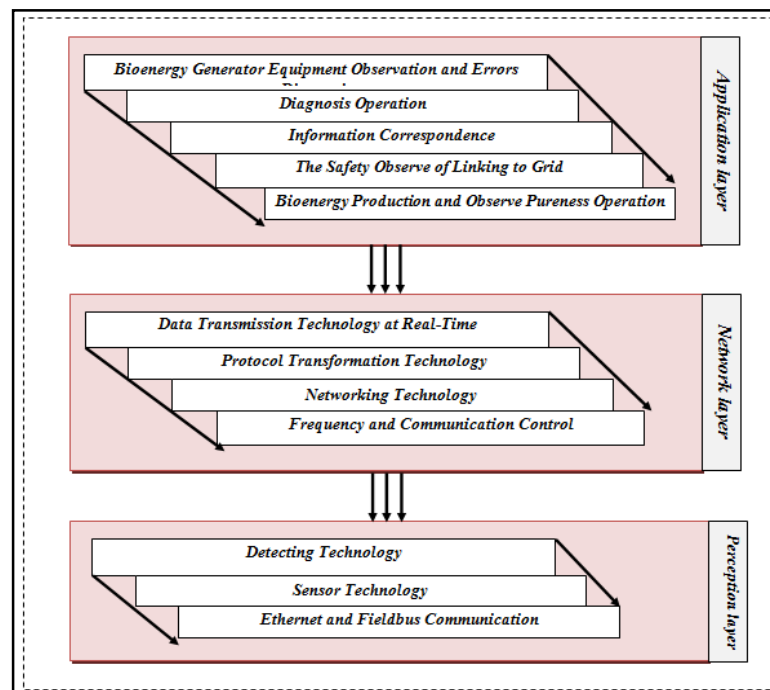 Bioenergy Generator Equipment Observation and Errors
Diagnosis Operation
Information Correspondence
The Safety Observe of Linking to Grid
Bioenergy Production and Observe Pureness Operation
Application layer
Data Transmission Technology at Real-Time
Protocol Transformation Technology
Networking Technology
Frequency and Communication Control
Network layer
Detecting Technology
Sensor Technology
Ethernet and Fieldbus Communication
Perception layer